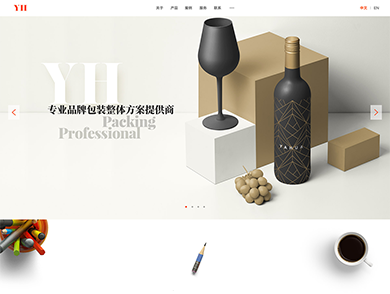 YH
关于 产品 案例 服务 联系
中文 | EN
YH
专业品牌包装整体方案提供商
Packing
Professional